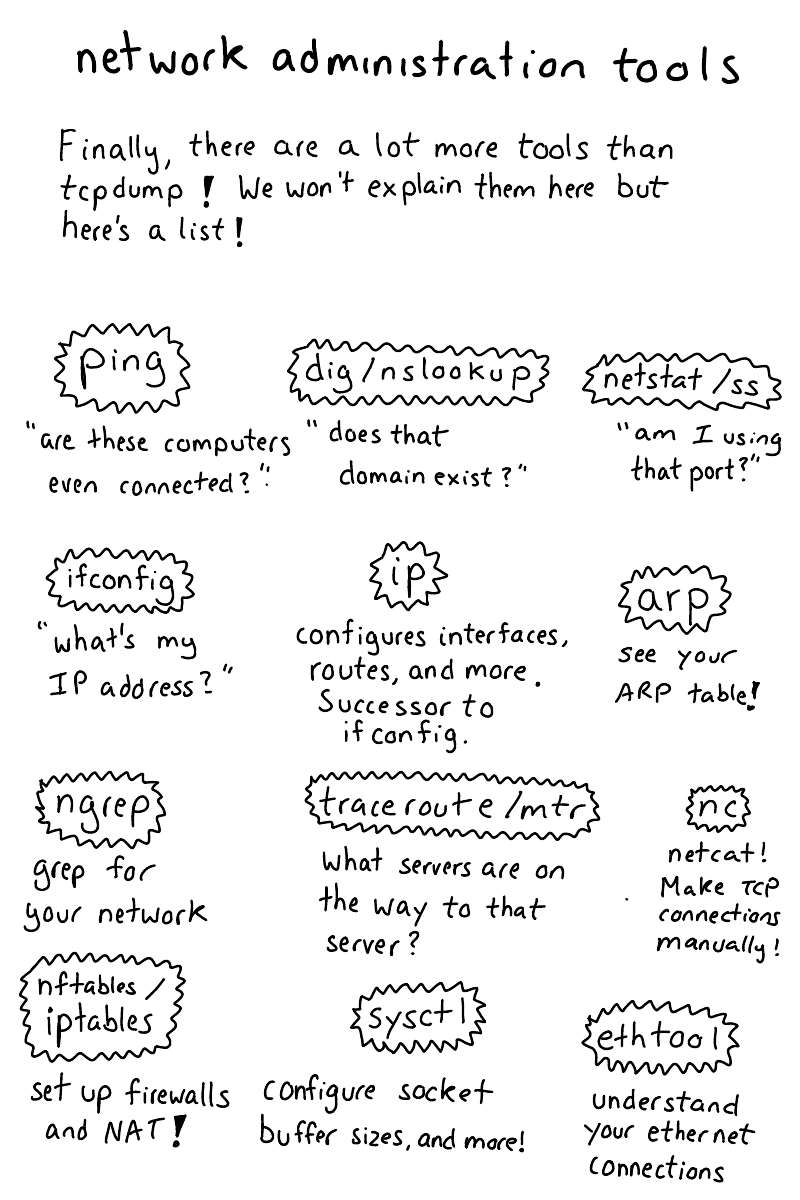 network administration tools
Finally, there are a lot more tools than
tcpdump! We won't explain them here but
here's a list!
ping
"are these computers
even connected?"
dig/nslookup
"does that
domain exist?"
netstat/ss
"am I using
that port?"
ifconfig
"what's my
IP address?"
ip
configures interfaces,
routes, and more.
Successor to
ifconfig.
arp
see your
ARP table!
ngrep
grep for
your network
traceroute/mtr
what servers are on
the way to that
server?
nc
netcat!
Make TCP
connections
manually!
nftables/
iptables
set up firewalls
and NAT!
sysctl
configure socket
buffer sizes, and more!
ethtool
understand
your ethernet
connections